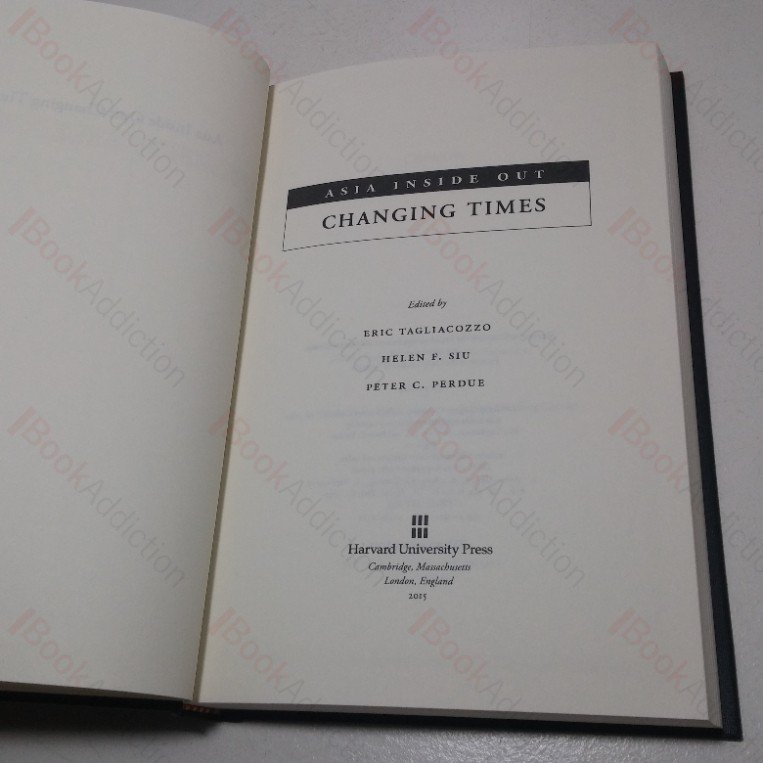 ASIA INSIDE OUT
CHANGING TIMES
Edited by
ERIC TAGLIACOZZO
HELEN F. SIU
PETER C. PERDUE
Harvard University Press
Cambridge, Massachusetts
London, England
2015
BookAddiction